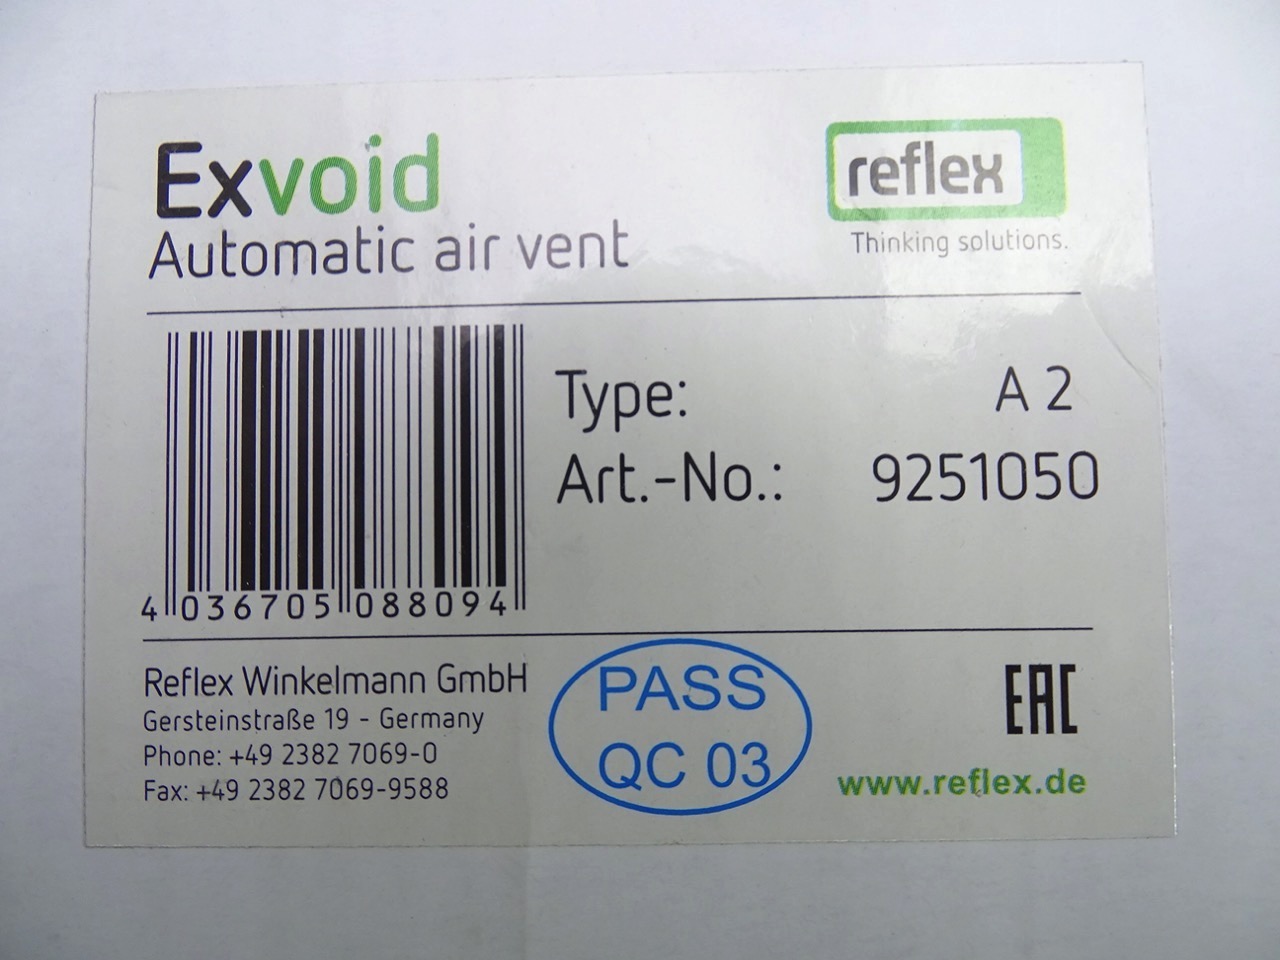 Exvoid
Automatic air vent
reflex
Thinking solutions.
Type: A 2
Art.-No.: 9251050
4 036705 088094
Reflex Winkelmann GmbH
Gersteinstraße 19 - Germany
Phone: +49 2382 7069-0
Fax: +49 2382 7069-9588
PASS
QC 03
EAC
www.reflex.de